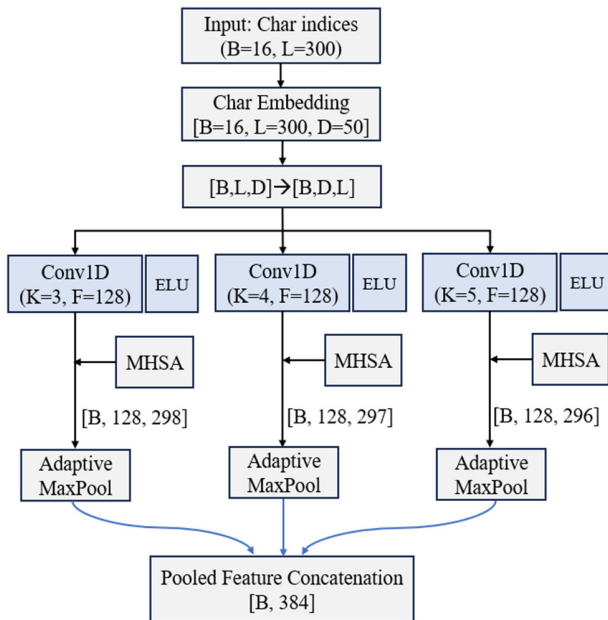 Input: Char indices
(B=16, L=300)
Char Embedding
[B=16, L=300, D=50]
[B,L,D]→[B,D,L]
Conv1D
(K=3, F=128)
ELU
Conv1D
(K=4, F=128)
ELU
Conv1D
(K=5, F=128)
ELU
MHSA
MHSA
MHSA
[B, 128, 298]
[B, 128, 297]
[B, 128, 296]
Adaptive
MaxPool
Adaptive
MaxPool
Adaptive
MaxPool
Pooled Feature Concatenation
[B, 384]